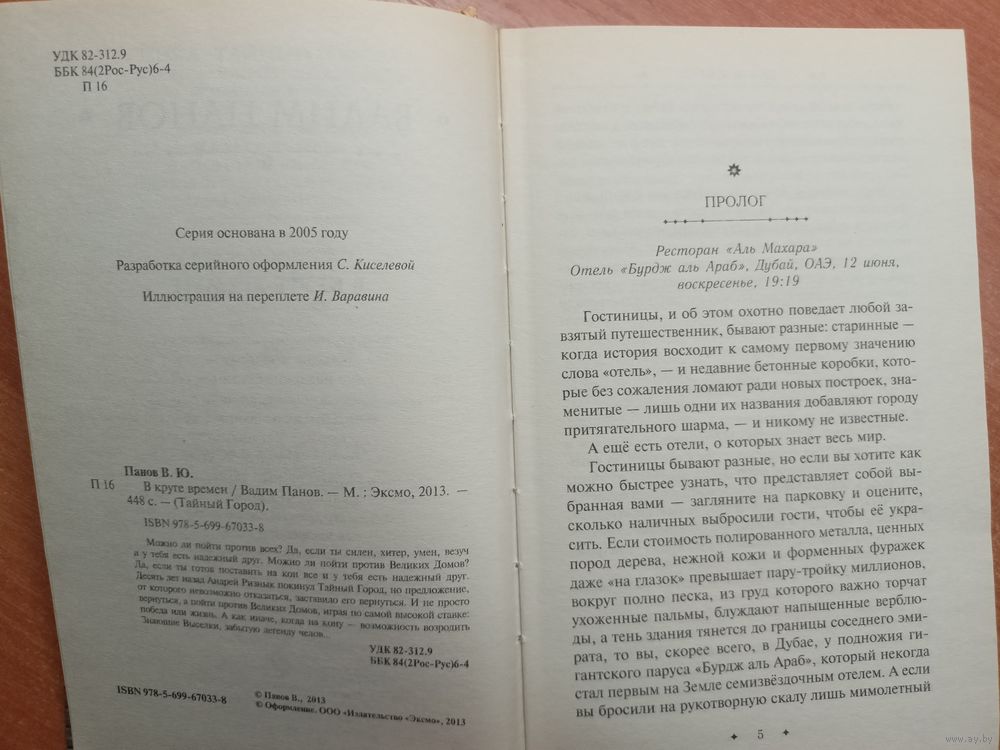 УДК 82-312.9
ББК 84(2Рос-Рус)6-4
П 16
Серия основана в 2005 году
Разработка серийного оформления С. Киселевой
Иллюстрация на переплете И. Варавина
Панов В. Ю.
П 16 В круге времен / Вадим Панов. — М. : Эксмо, 2013. —
448 с. — (Тайный Город).
ISBN 978-5-699-67033-8
Можно ли пойти против всех? Да, если ты силен, хитер, умен, везуч
и у тебя есть надежный друг. Можно ли пойти против Великих Домов?
Да, если ты готов поставить на кон все и у тебя есть надежный друг.
Десять лет назад Андрей Ризнык покинул Тайный Город, но предложение,
от которого невозможно отказаться, заставило его вернуться. И не просто
вернуться, а пойти против Великих Домов, играя по самой высокой ставке:
победа или жизнь. А как иначе, когда на кону — возможность возродить
Знающие Выселки, забытую легенду челов...
УДК 82-312.9
ББК 84(2Рос-Рус)6-4
ISBN 978-5-699-67033-8
© Панов В., 2013
© Оформление. ООО «Издательство «Эксмо», 2013
ПРОЛОГ
Ресторан «Аль Махара»
Отель «Бурдж аль Араб», Дубай, ОАЭ, 12 июня,
воскресенье, 19:19
Гостиницы, и об этом охотно поведает любой за-
взятый путешественник, бывают разные: старинные —
когда история восходит к самому первому значению
слова «отель», — и недавние бетонные коробки, кото-
рые без сожаления ломают ради новых построек, зна-
менитые — лишь одни их названия добавляют городу
притягательного шарма, — и никому не известные.
А ещё есть отели, о которых знает весь мир.
Гостиницы бывают разные, но если вы хотите как
можно быстрее узнать, что представляет собой вы-
бранная вами — загляните на парковку и оцените,
сколько наличных выбросили гости, чтобы её укра-
сить. Если стоимость полированного металла, ценных
пород дерева, нежной кожи и форменных фуражек
даже «на глазок» превышает пару-тройку миллионов,
вокруг полно песка, из груд которого важно торчат
ухоженные пальмы, блуждают напыщенные верблю-
ды, а тень здания тянется до границы соседнего эми-
рата, то вы, скорее всего, в Дубае, у подножия ги-
гантского паруса «Бурдж аль Араб», который некогда
стал первым на Земле семизвёздочным отелем. А если
вы бросили на рукотворную скалу лишь мимолетный
5
www.ay.by